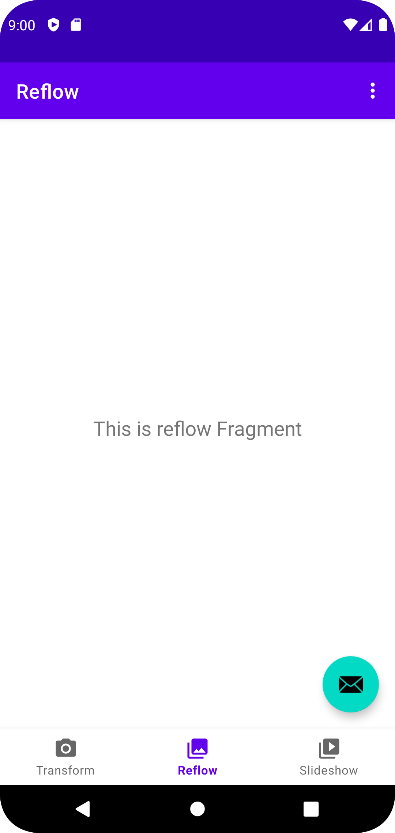 9:00
Reflow
This is reflow Fragment
Transform
Reflow
Slideshow